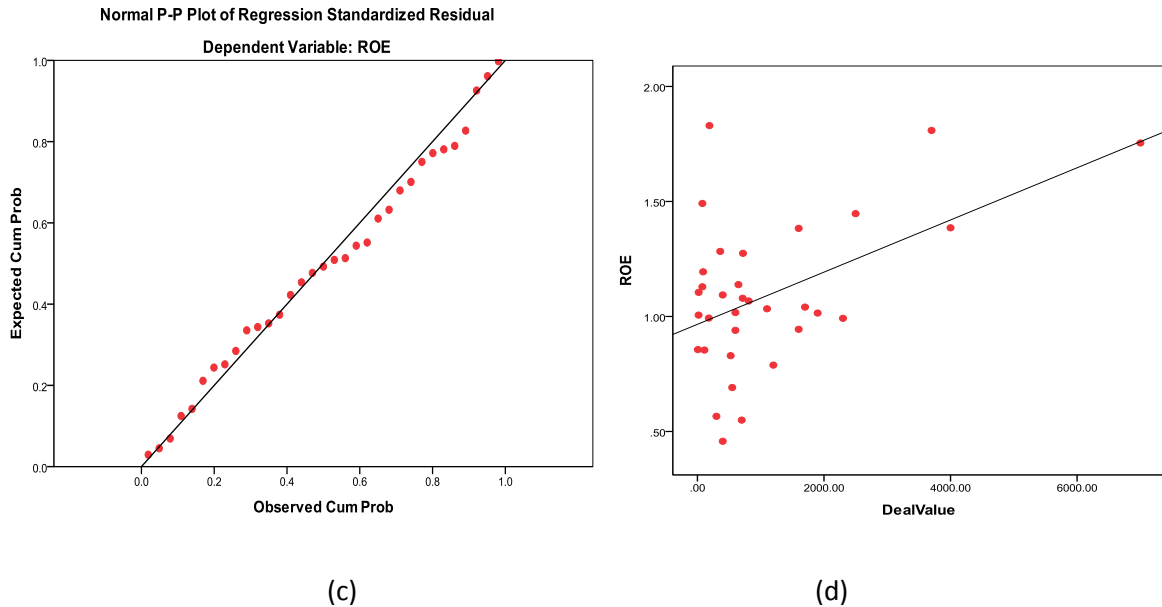 Normal P-P Plot of Regression Standardized Residual
Dependent Variable: ROE
1.0
0.8
0.6
0.4
0.2
0.0
Expected Cum Prob
0.0 0.2 0.4 0.6 0.8 1.0
Observed Cum Prob
2.00
1.50
1.00
.50
ROE
.00 2000.00 4000.00 6000.00
DealValue
(c) (d)